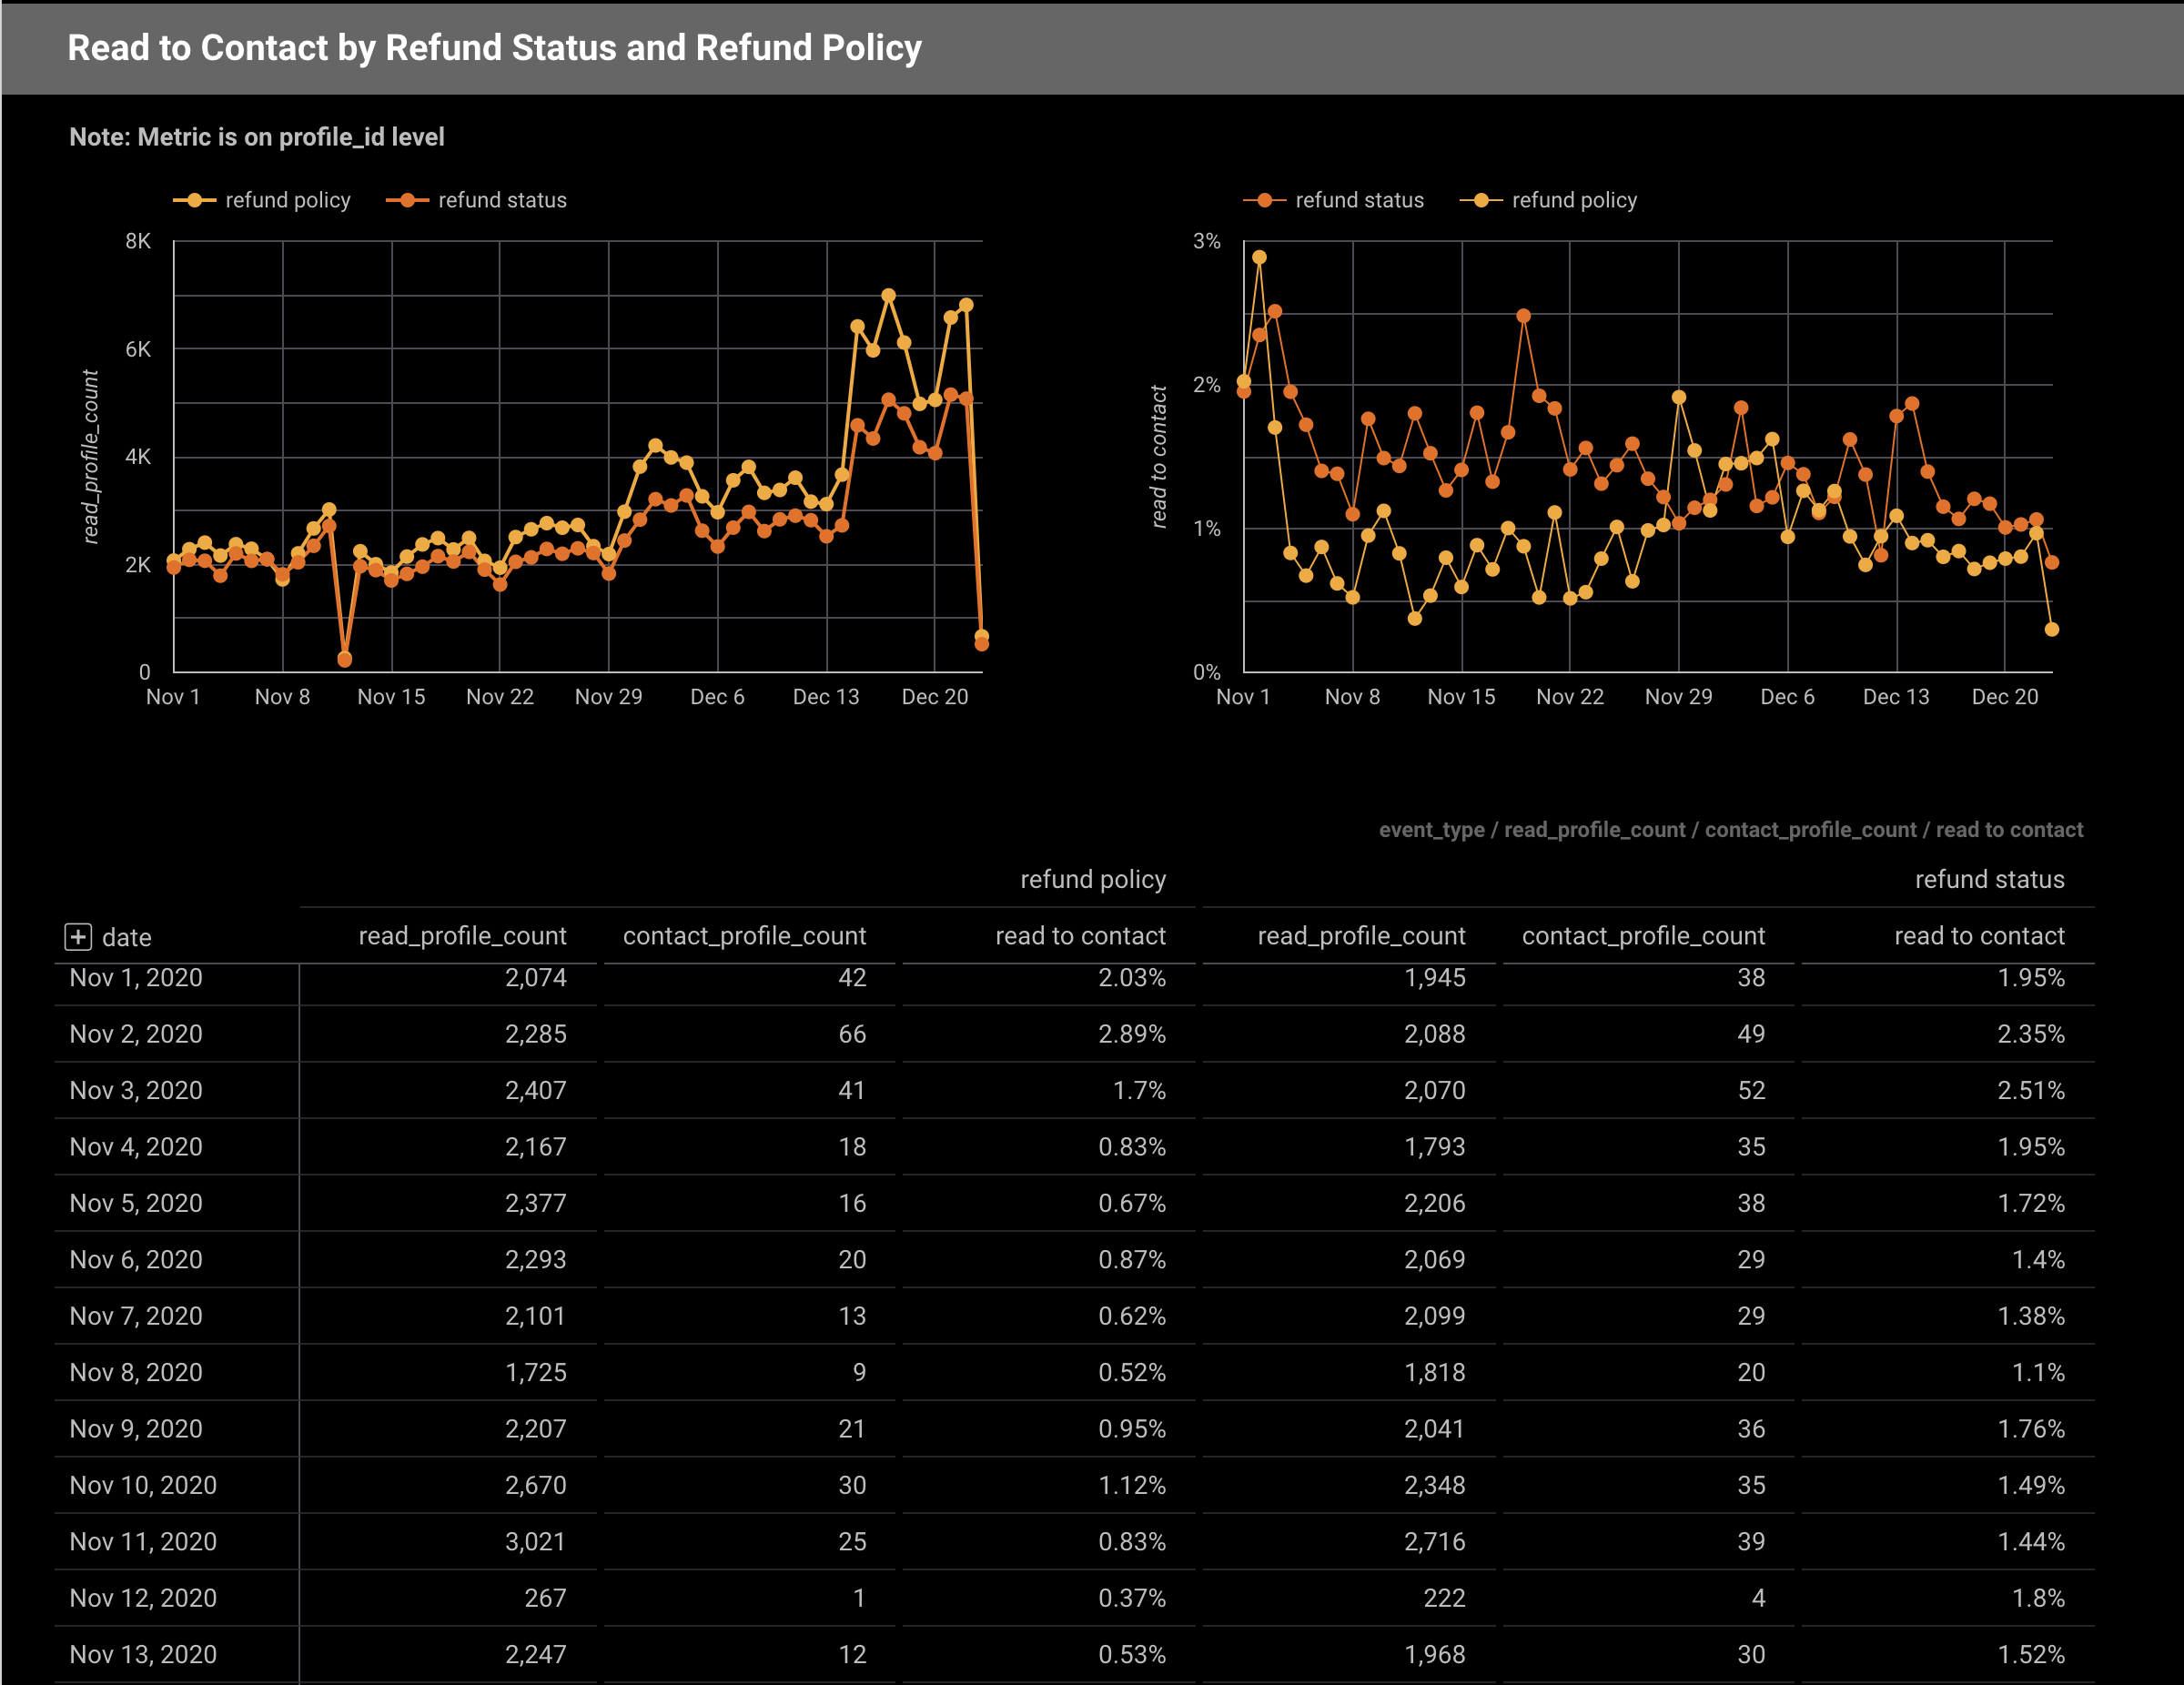 Read to Contact by Refund Status and Refund Policy
Note: Metric is on profile_id level
refund policy refund status
8K
6K
4K
2K
0
read_profile_count
Nov 1 Nov 8 Nov 15 Nov 22 Nov 29 Dec 6 Dec 13 Dec 20
refund status refund policy
3%
2%
1%
0%
read to contact
Nov 1 Nov 8 Nov 15 Nov 22 Nov 29 Dec 6 Dec 13 Dec 20
event_type / read_profile_count / contact_profile_count / read to contact
refund policy refund status
date read_profile_count contact_profile_count read to contact read_profile_count contact_profile_count read to contact
Nov 1, 2020 2,074 42 2.03% 1,945 38 1.95%
Nov 2, 2020 2,285 66 2.89% 2,088 49 2.35%
Nov 3, 2020 2,407 41 1.7% 2,070 52 2.51%
Nov 4, 2020 2,167 18 0.83% 1,793 35 1.95%
Nov 5, 2020 2,377 16 0.67% 2,206 38 1.72%
Nov 6, 2020 2,293 20 0.87% 2,069 29 1.4%
Nov 7, 2020 2,101 13 0.62% 2,099 29 1.38%
Nov 8, 2020 1,725 9 0.52% 1,818 20 1.1%
Nov 9, 2020 2,207 21 0.95% 2,041 36 1.76%
Nov 10, 2020 2,670 30 1.12% 2,348 35 1.49%
Nov 11, 2020 3,021 25 0.83% 2,716 39 1.44%
Nov 12, 2020 267 1 0.37% 222 4 1.8%
Nov 13, 2020 2,247 12 0.53% 1,968 30 1.52%